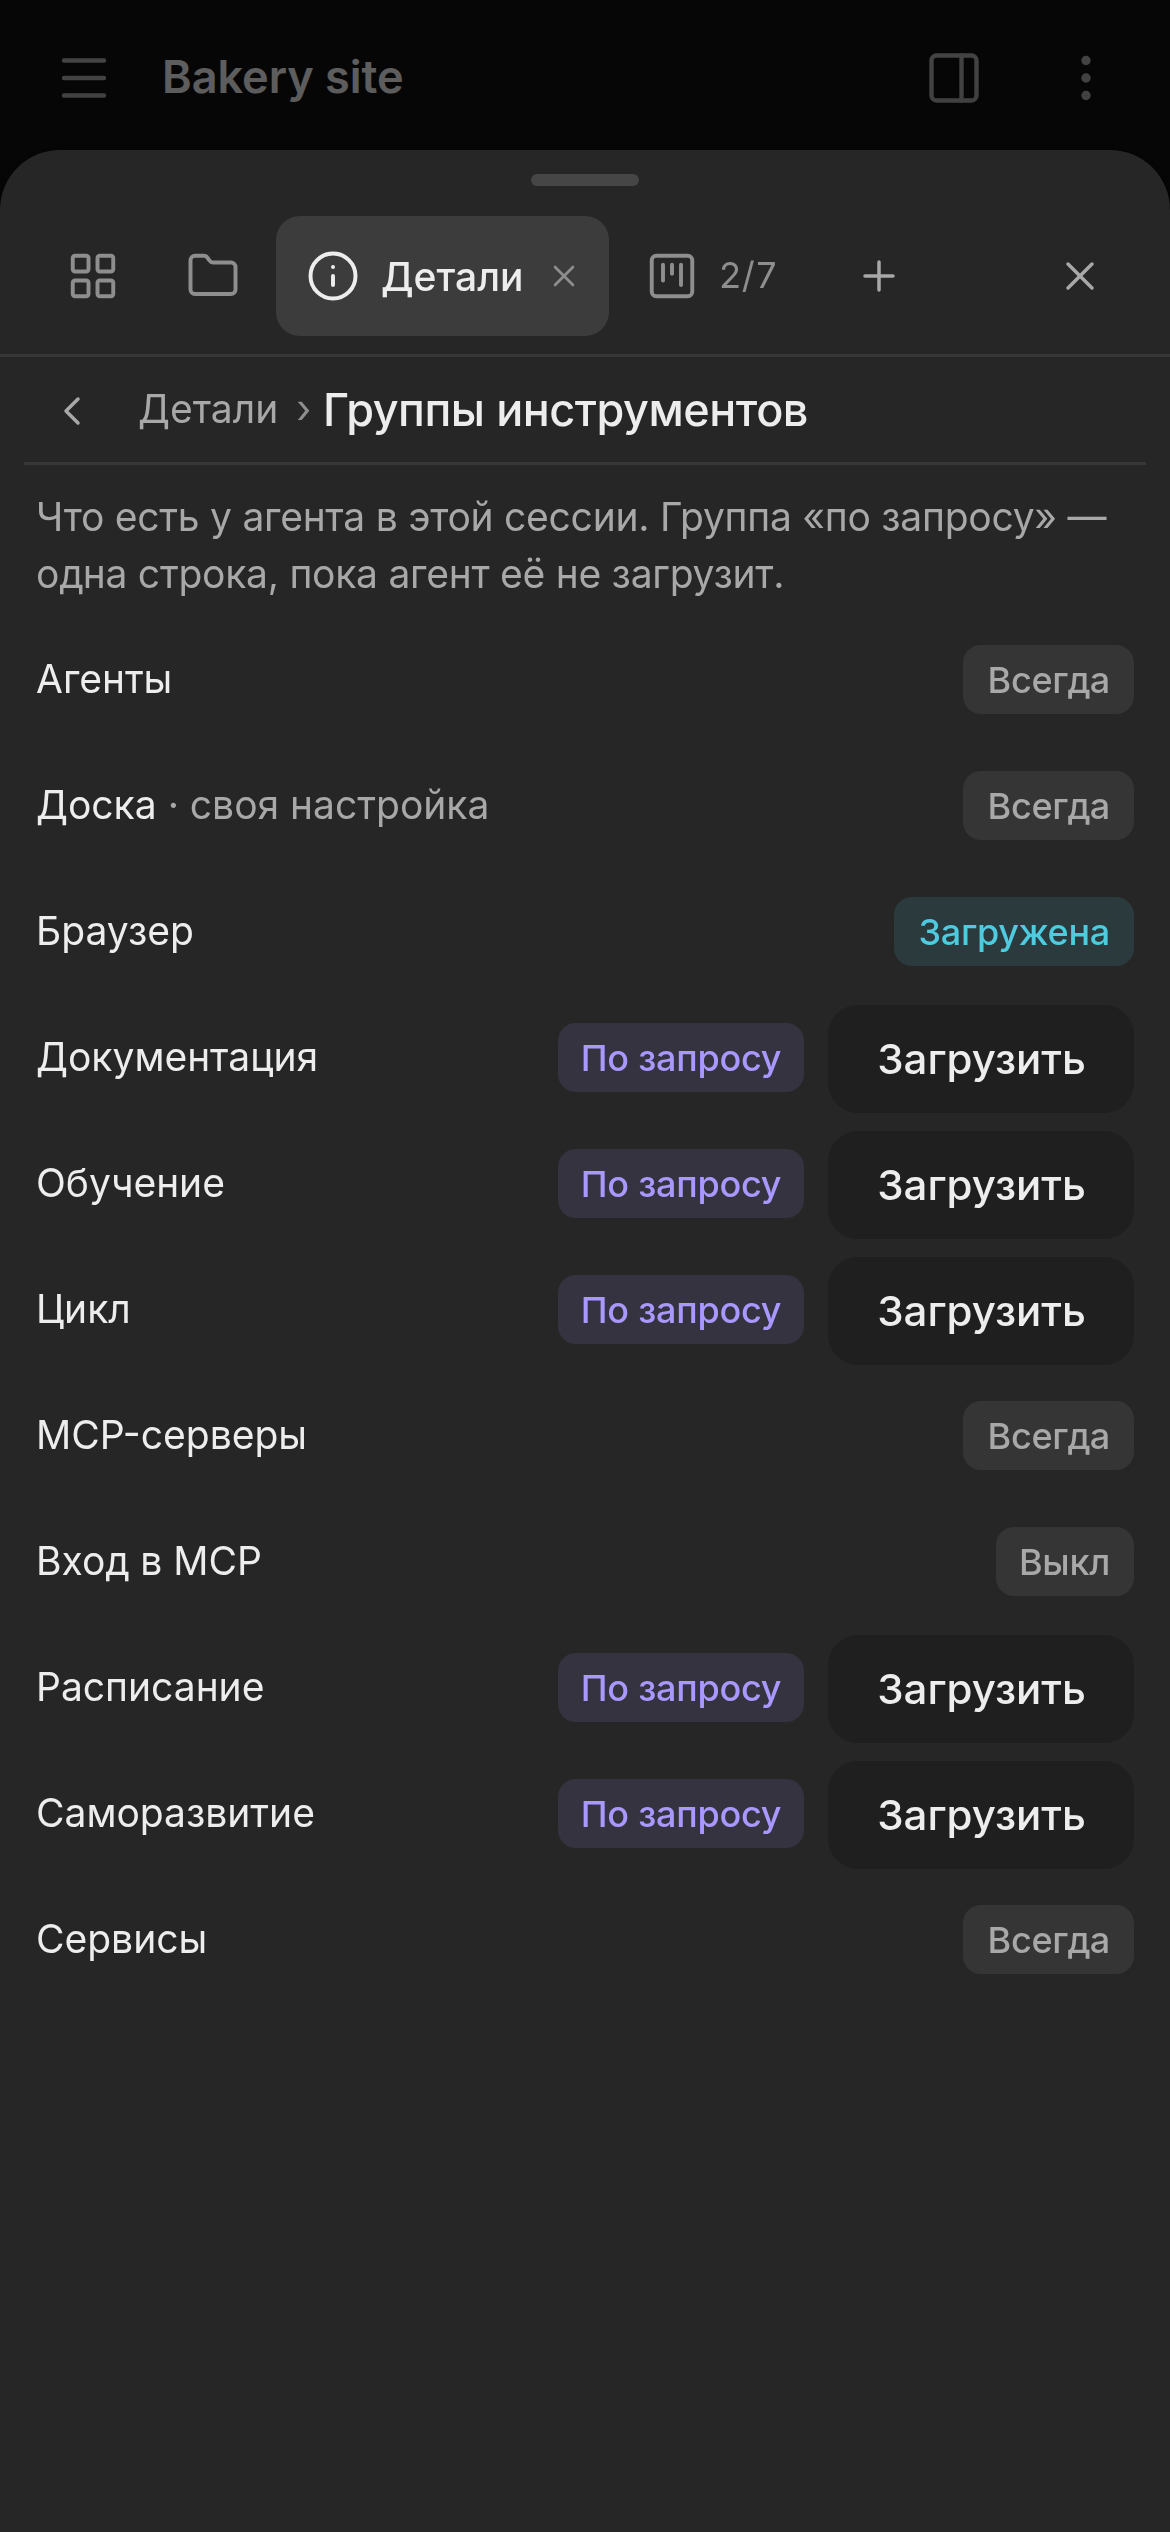 Bakery site
Детали
2/7
Детали › Группы инструментов
Что есть у агента в этой сессии. Группа «по запросу» —
одна строка, пока агент её не загрузит.
Агенты Всегда
Доска · своя настройка Всегда
Браузер Загружена
Документация По запросу Загрузить
Обучение По запросу Загрузить
Цикл По запросу Загрузить
MCP-серверы Всегда
Вход в MCP Выкл
Расписание По запросу Загрузить
Саморазвитие По запросу Загрузить
Сервисы Всегда